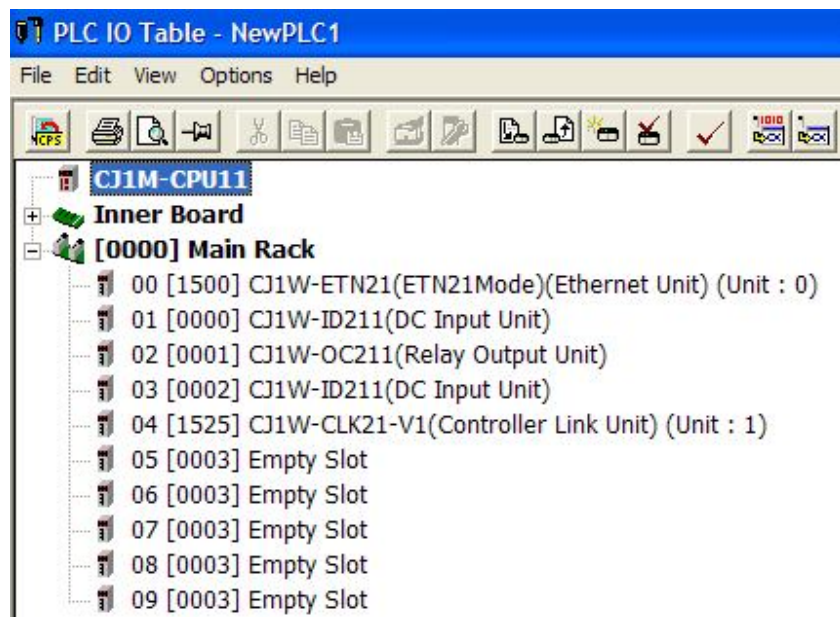 PLC IO Table - NewPLC1
File Edit View Options Help
CPS
CJ1M-CPU11
Inner Board
[0000] Main Rack
00 [1500] CJ1W-ETN21(ETN21Mode)(Ethernet Unit) (Unit : 0)
01 [0000] CJ1W-ID211(DC Input Unit)
02 [0001] CJ1W-OC211(Relay Output Unit)
03 [0002] CJ1W-ID211(DC Input Unit)
04 [1525] CJ1W-CLK21-V1(Controller Link Unit) (Unit : 1)
05 [0003] Empty Slot
06 [0003] Empty Slot
07 [0003] Empty Slot
08 [0003] Empty Slot
09 [0003] Empty Slot